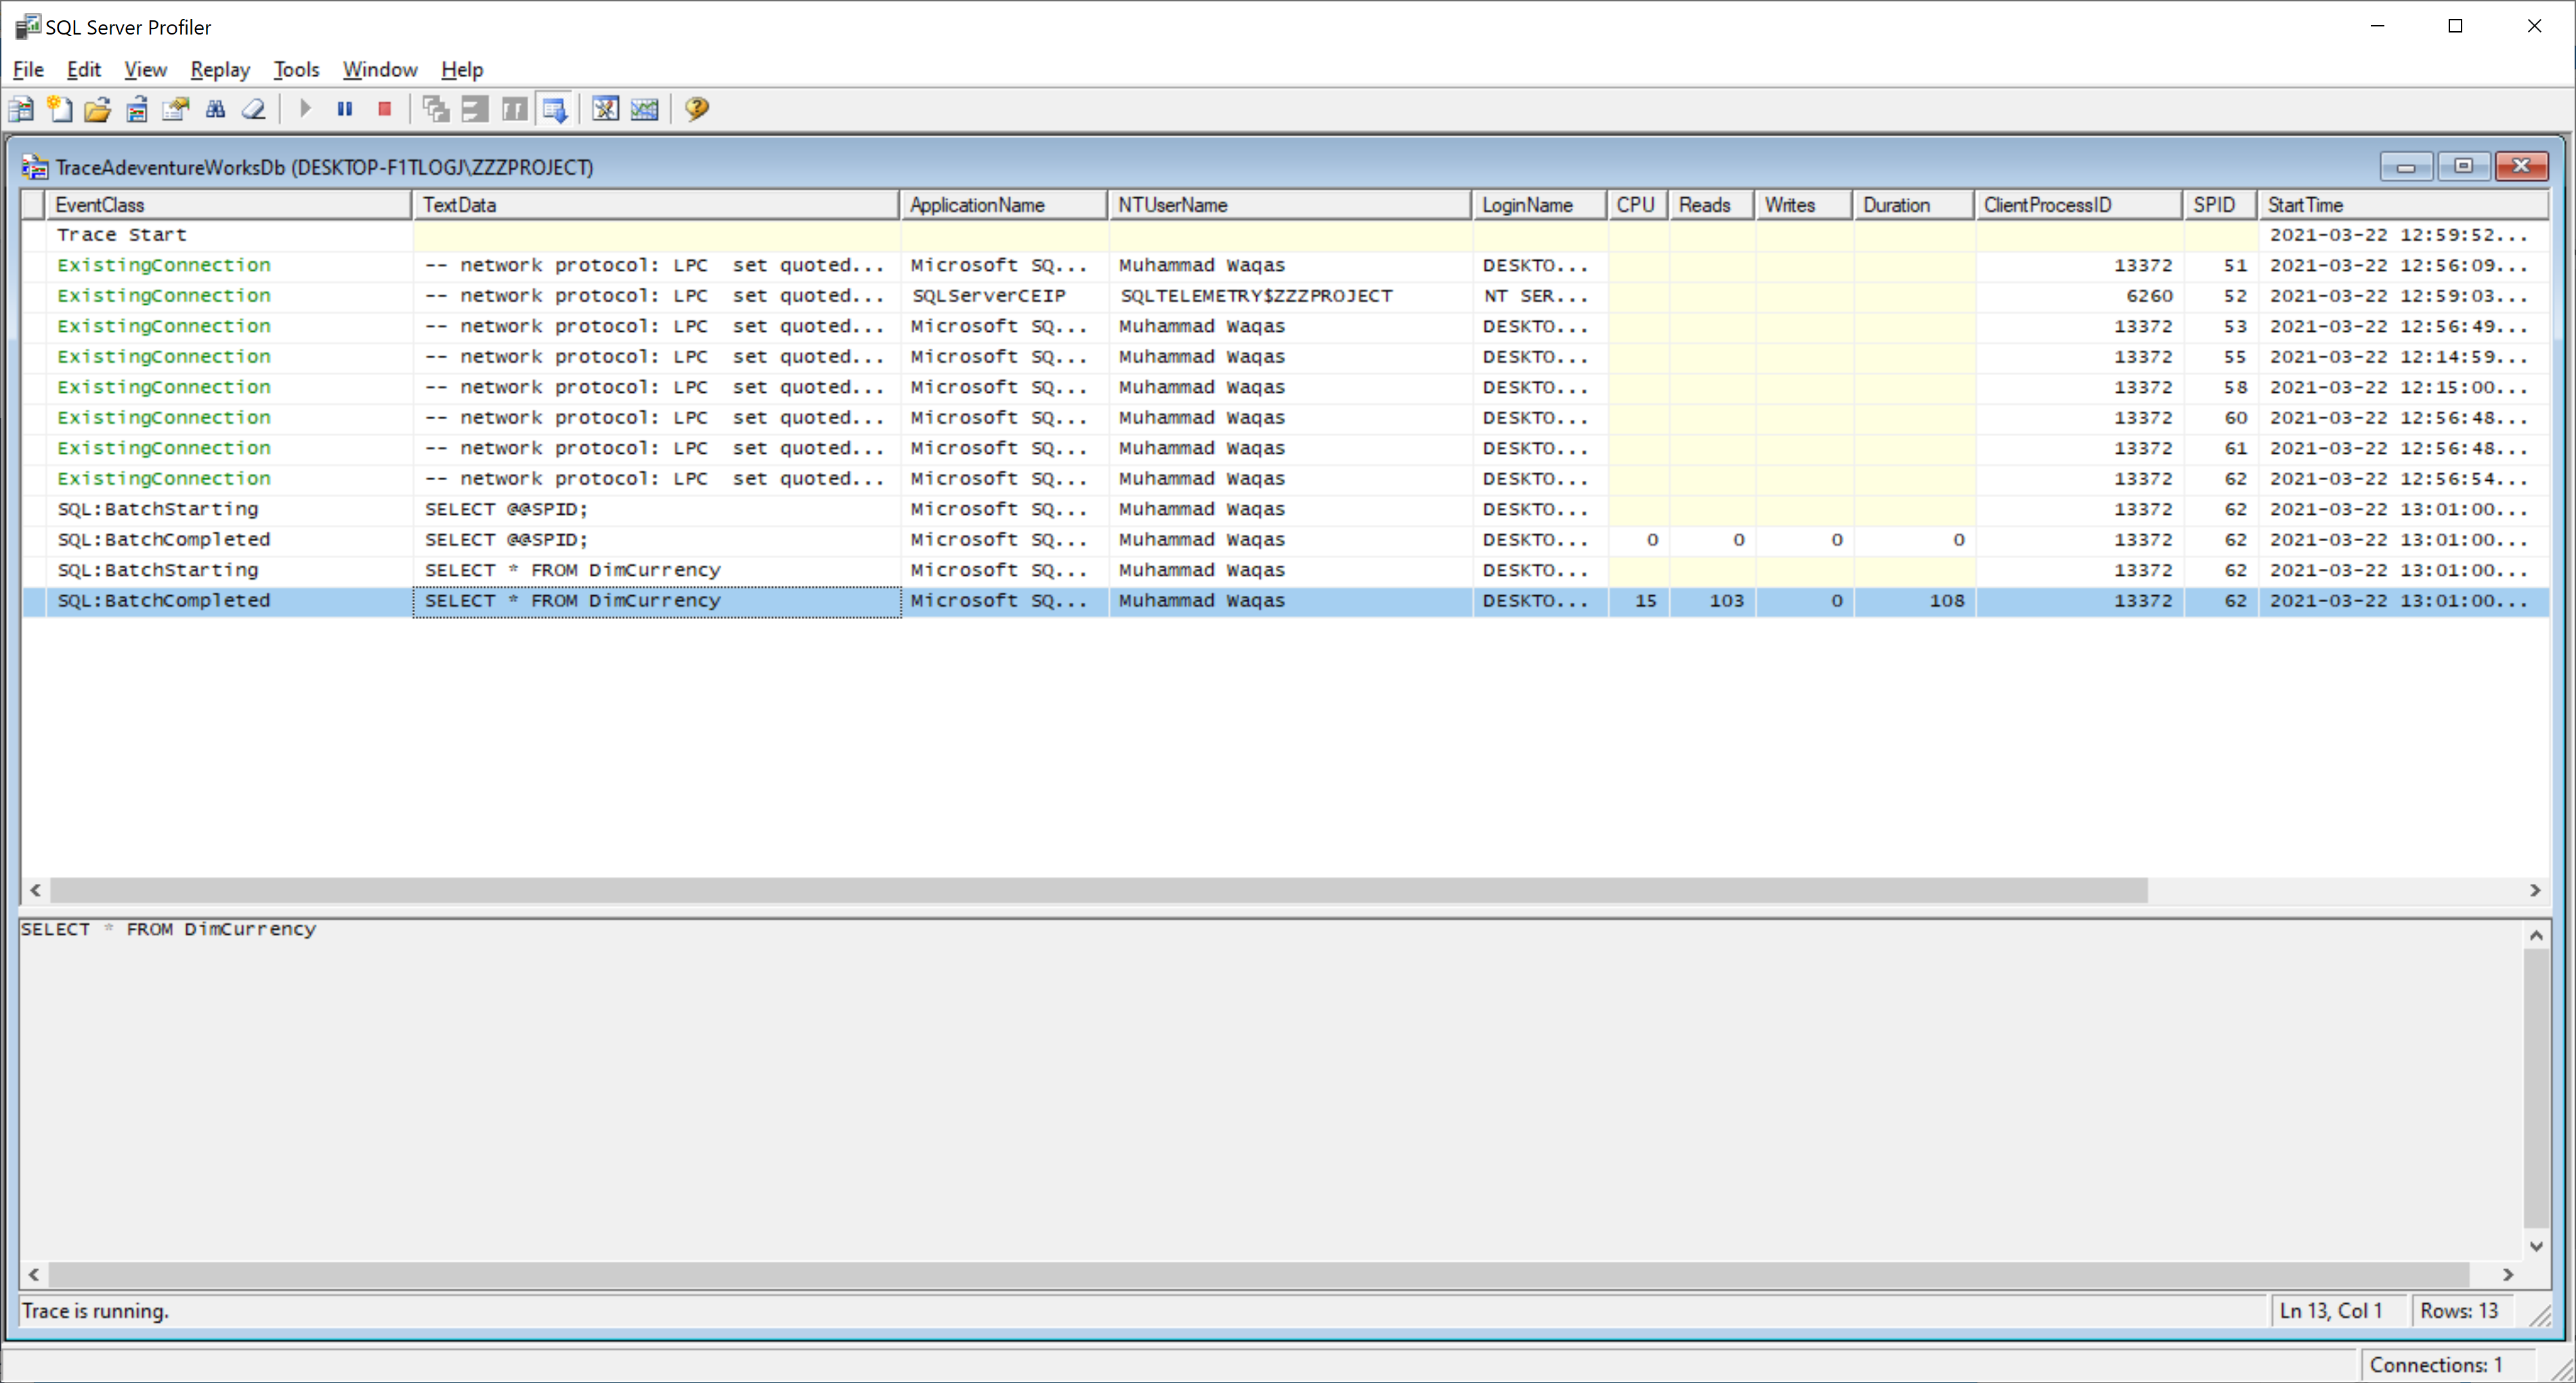 SQL Server Profiler
File Edit View Replay Tools Window Help
TraceAdeventureWorksDb (DESKTOP-F1TLOGJ\ZZZPROJECT)
EventClass TextData ApplicationName NTUserName LoginName CPU Reads Writes Duration ClientProcessID SPID StartTime
Trace Start 2021-03-22 12:59:52...
ExistingConnection -- network protocol: LPC set quoted... Microsoft SQ... Muhammad Waqas DESKTO... 13372 51 2021-03-22 12:56:09...
ExistingConnection -- network protocol: LPC set quoted... SQLServerCEIP SQLTELEMETRY$ZZZPROJECT NT SER... 6260 52 2021-03-22 12:59:03...
ExistingConnection -- network protocol: LPC set quoted... Microsoft SQ... Muhammad Waqas DESKTO... 13372 53 2021-03-22 12:56:49...
ExistingConnection -- network protocol: LPC set quoted... Microsoft SQ... Muhammad Waqas DESKTO... 13372 55 2021-03-22 12:14:59...
ExistingConnection -- network protocol: LPC set quoted... Microsoft SQ... Muhammad Waqas DESKTO... 13372 58 2021-03-22 12:15:00...
ExistingConnection -- network protocol: LPC set quoted... Microsoft SQ... Muhammad Waqas DESKTO... 13372 60 2021-03-22 12:56:48...
ExistingConnection -- network protocol: LPC set quoted... Microsoft SQ... Muhammad Waqas DESKTO... 13372 61 2021-03-22 12:56:48...
ExistingConnection -- network protocol: LPC set quoted... Microsoft SQ... Muhammad Waqas DESKTO... 13372 62 2021-03-22 12:56:54...
SQL:BatchStarting SELECT @@SPID; Microsoft SQ... Muhammad Waqas DESKTO... 13372 62 2021-03-22 13:01:00...
SQL:BatchCompleted SELECT @@SPID; Microsoft SQ... Muhammad Waqas DESKTO... 0 0 0 0 13372 62 2021-03-22 13:01:00...
SQL:BatchStarting SELECT * FROM DimCurrency Microsoft SQ... Muhammad Waqas DESKTO... 13372 62 2021-03-22 13:01:00...
SQL:BatchCompleted SELECT * FROM DimCurrency Microsoft SQ... Muhammad Waqas DESKTO... 15 103 0 108 13372 62 2021-03-22 13:01:00...
SELECT * FROM DimCurrency
Trace is running. Ln 13, Col 1 Rows: 13
Connections: 1